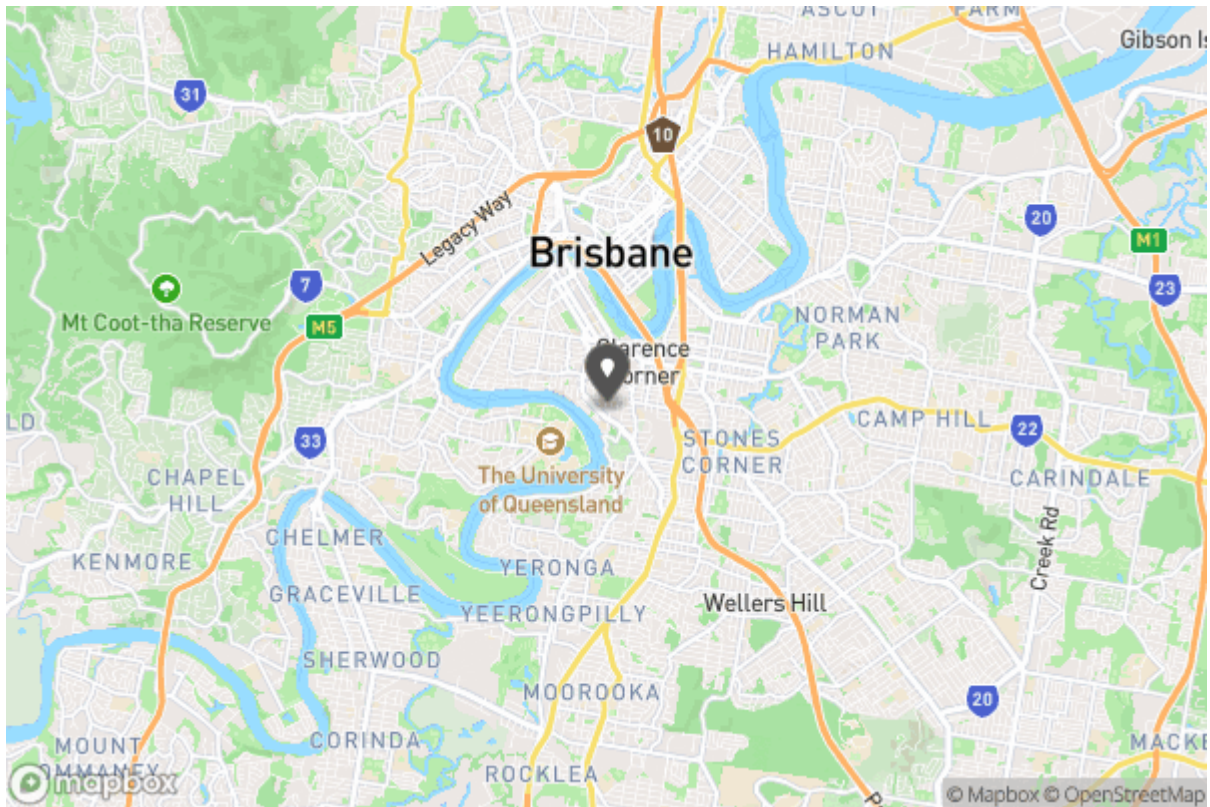 ASCOT
FARM
HAMILTON
Gibson Is
31
10
Legacy Way
20
Brisbane
M1
7
23
Mt Coot-tha Reserve
M5
NORMAN
PARK
Clarence
Corner
CAMP HILL
22
33
STONES
CORNER
CHAPEL
HILL
The University
of Queensland
CARINDALE
LD
CHELMER
Creek Rd
KENMORE
YERONGA
GRACEVILLE
YEERONGPILLY
Wellers Hill
SHERWOOD
MOOROOKA
20
MOUNT
OMMANEY
CORINDA
MACKE
ROCKLEA
mapbox
© Mapbox © OpenStreetMap